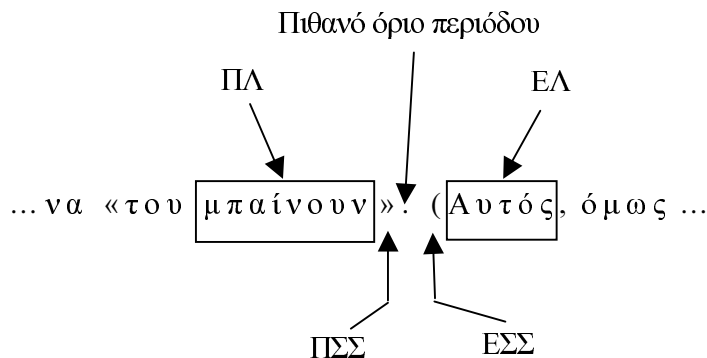 Πιθανό όριο περιόδου
ΠΛ ΕΛ
... να «του μπαίνουν». (Αυτός, όμως ...
ΠΣΣ ΕΣΣ